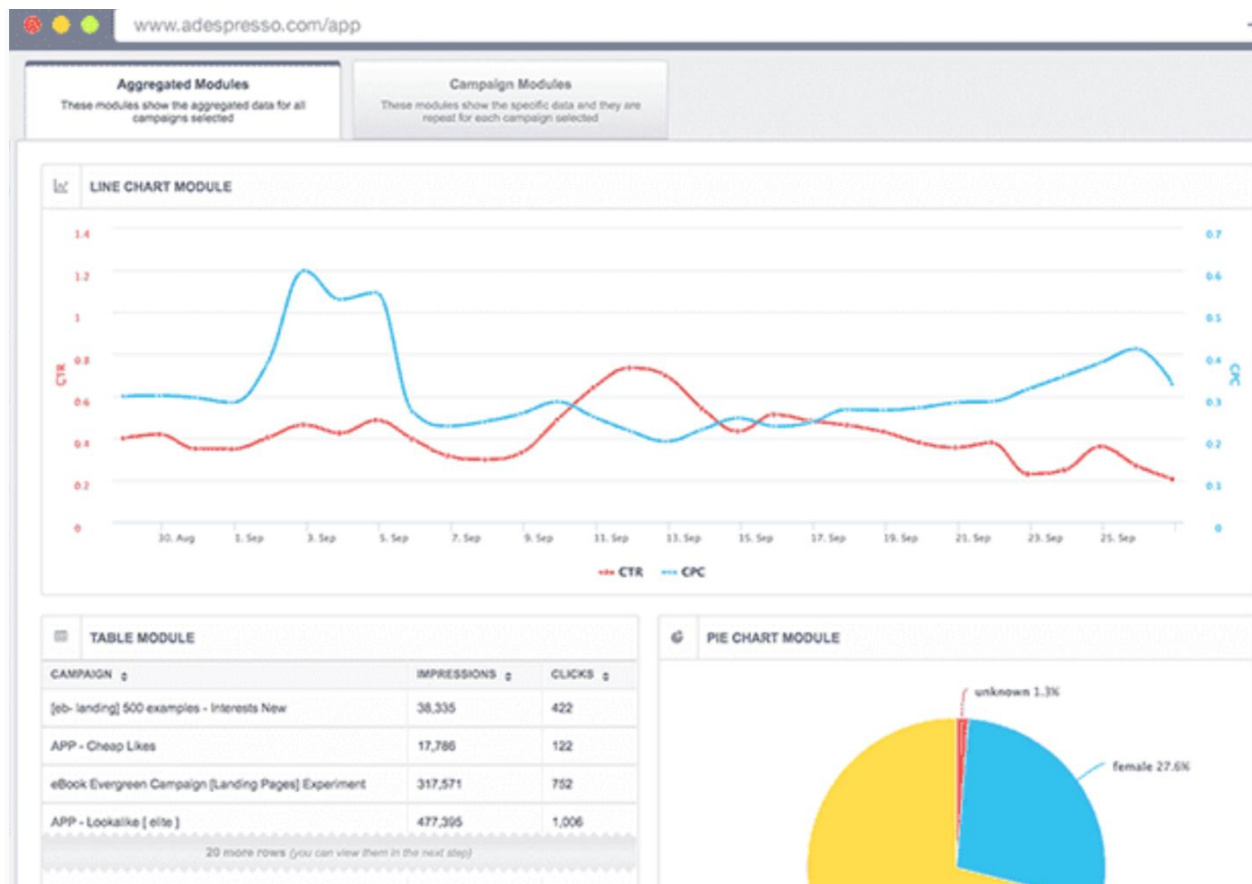 www.adespresso.com/app
Aggregated Modules
These modules show the aggregated data for all
campaigns selected
Campaign Modules
These modules show the specific data and they are
repeat for each campaign selected
LINE CHART MODULE
1.4
1.2
1
0.8
0.6
0.4
0.2
0
CTR
0.7
0.6
0.5
0.4
0.3
0.2
0.1
0
CPC
30. Aug 1. Sep 3. Sep 5. Sep 7. Sep 9. Sep 11. Sep 13. Sep 15. Sep 17. Sep 19. Sep 21. Sep 23. Sep 25. Sep
CTR CPC
TABLE MODULE
CAMPAIGN IMPRESSIONS CLICKS
[eb- landing] 500 examples - Interests New 38,335 422
APP - Cheap Likes 17,786 122
eBook Evergreen Campaign [Landing Pages] Experiment 317,571 752
APP - Lookalike [ elite ] 477,395 1,006
20 more rows (you can view them in the next step)
PIE CHART MODULE
unknown 1.3%
female 27.6%